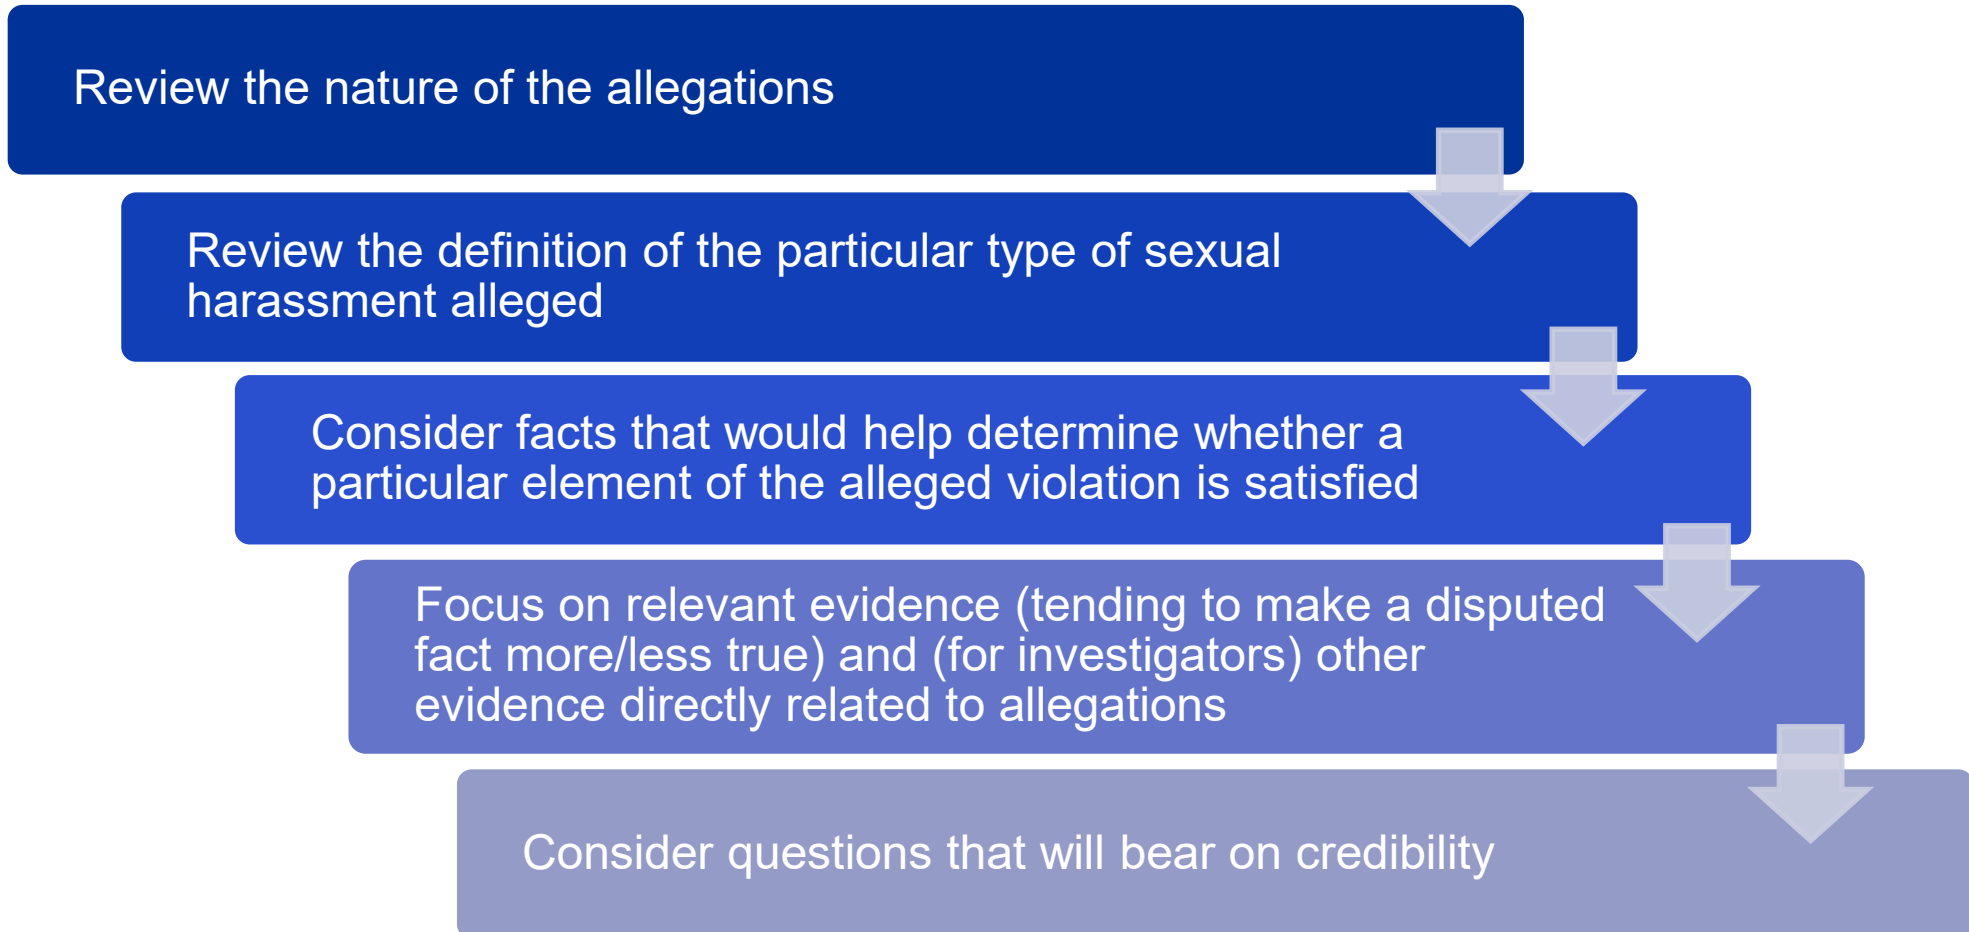 Review the nature of the allegations
Review the definition of the particular type of sexual
harassment alleged
Consider facts that would help determine whether a
particular element of the alleged violation is satisfied
Focus on relevant evidence (tending to make a disputed
fact more/less true) and (for investigators) other
evidence directly related to allegations
Consider questions that will bear on credibility